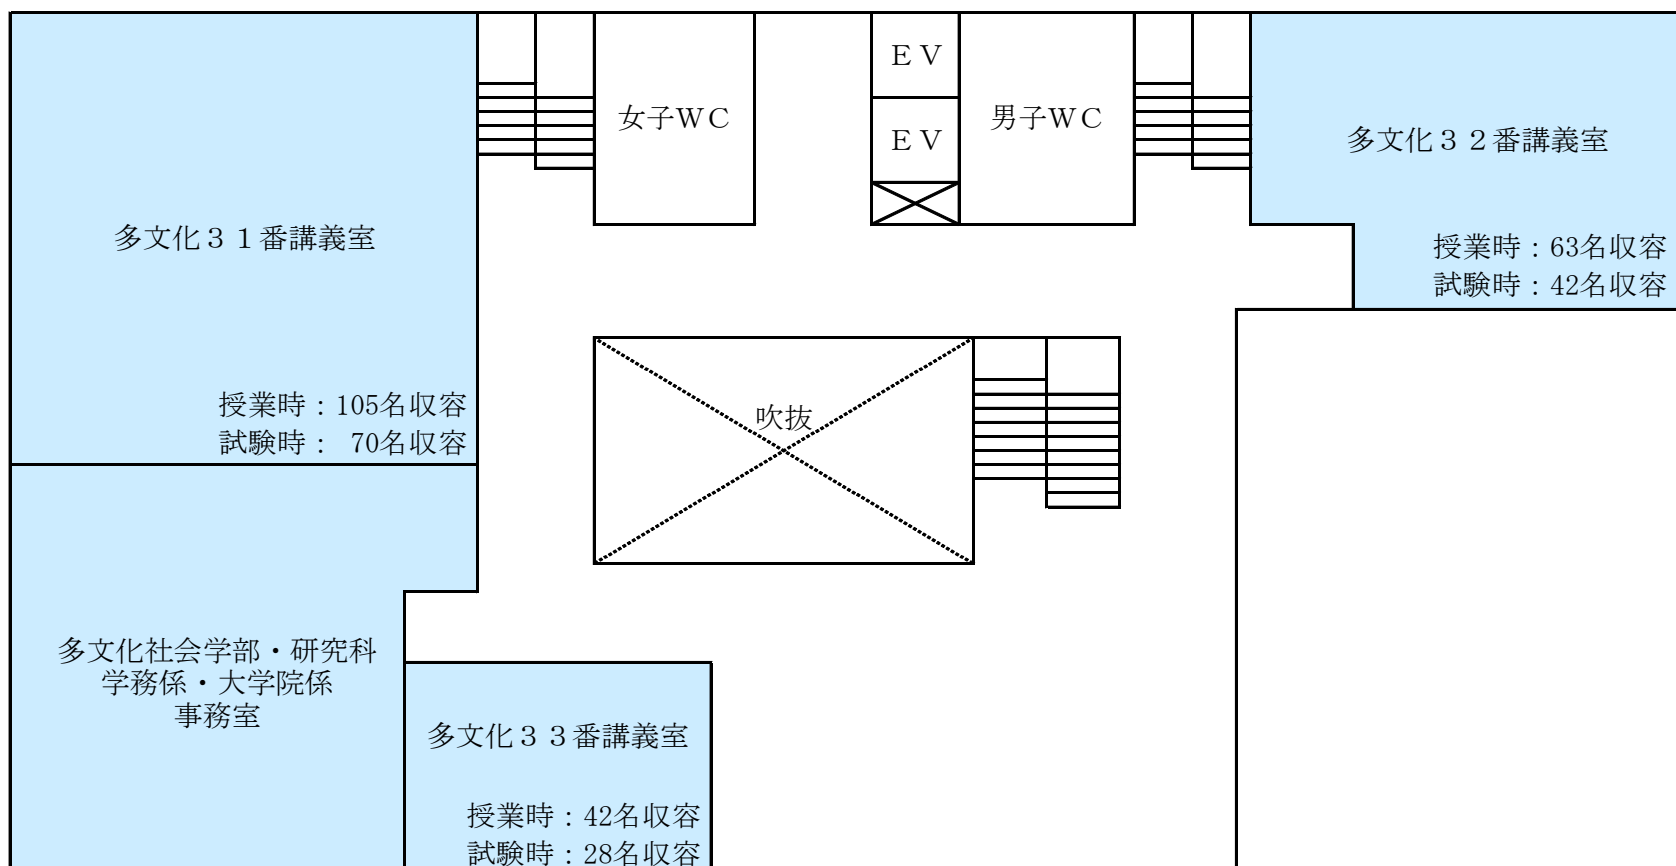 ＥＶ
女子ＷＣ
ＥＶ
男子ＷＣ
多文化３２番講義室
授業時：63名収容
試験時：42名収容
多文化３１番講義室
授業時：105名収容
試験時： 70名収容
吹抜
多文化社会学部・研究科
学務係・大学院係
事務室
多文化３３番講義室
授業時：42名収容
試験時：28名収容